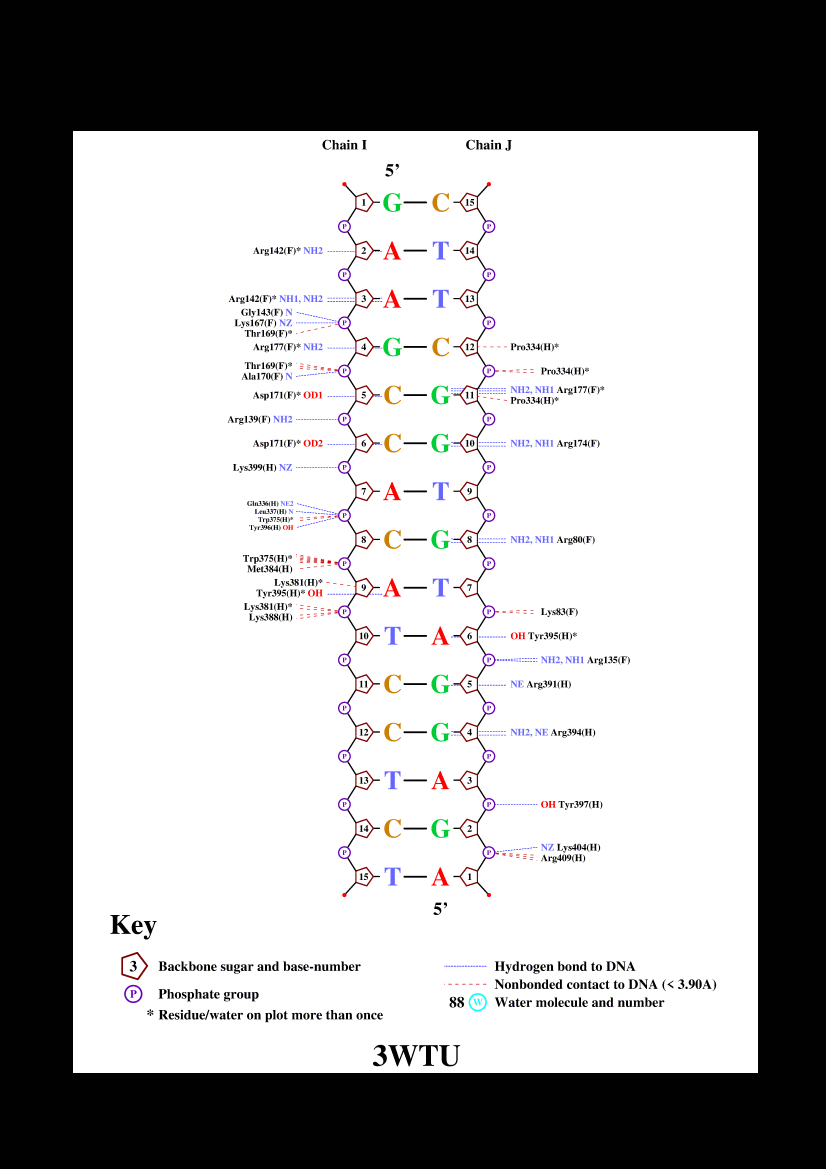 Chain I Chain J
5’
1 G C 15
P P
Arg142(F)* NH2 2 A T 14
P P
Arg142(F)* NH1, NH2 3 A T 13
Gly143(F) N
Lys167(F) NZ P P
Thr169(F)*
Arg177(F)* NH2 4 G C 12 Pro334(H)*
Thr169(F)* P P Pro334(H)*
Ala170(F) N
Asp171(F)* OD1 5 C G 11 NH2, NH1 Arg177(F)*
Pro334(H)*
Arg139(F) NH2 P P
Asp171(F)* OD2 6 C G 10 NH2, NH1 Arg174(F)
Lys399(H) NZ P P
7 A T 9
Gln336(H) NE2
Leu337(H) N P P
Trp375(H)*
Tyr396(H) OH
8 C G 8 NH2, NH1 Arg80(F)
Trp375(H)* P P
Met384(H)
Lys381(H)* 9 A T 7
Tyr395(H)* OH
Lys381(H)* P P Lys83(F)
Lys388(H)
10 T A 6 OH Tyr395(H)*
P P NH2, NH1 Arg135(F)
11 C G 5 NE Arg391(H)
P P
12 C G 4 NH2, NE Arg394(H)
P P
13 T A 3
P P OH Tyr397(H)
14 C G 2
P P NZ Lys404(H)
Arg409(H)
15 T A 1
5’
Key
3 Backbone sugar and base-number
P Phosphate group
* Residue/water on plot more than once
Hydrogen bond to DNA
Nonbonded contact to DNA (< 3.90A)
88 W Water molecule and number
3WTU